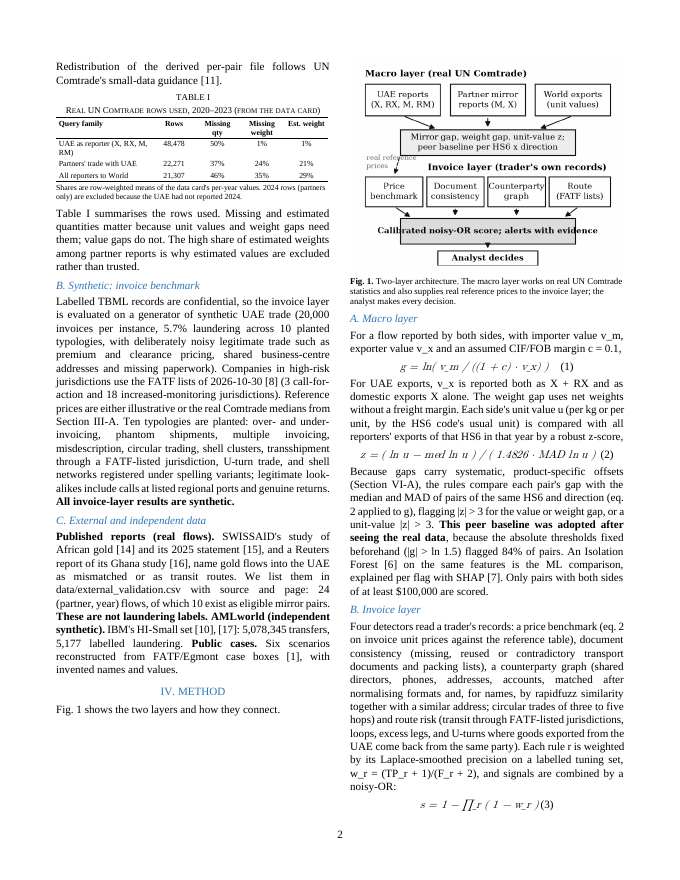 Redistribution of the derived per-pair file follows UN
Comtrade's small-data guidance [11].
TABLE I
REAL UN COMTRADE ROWS USED, 2020–2023 (FROM THE DATA CARD)
Query family Rows Missing qty Missing weight Est. weight
UAE as reporter (X, RX, M, RM) 48,478 50% 1% 1%
Partners' trade with UAE 22,271 37% 24% 21%
All reporters to World 21,307 46% 35% 29%
Shares are row-weighted means of the data card's per-year values. 2024 rows (partners
only) are excluded because the UAE had not reported 2024.
Table I summarises the rows used. Missing and estimated
quantities matter because unit values and weight gaps need
them; value gaps do not. The high share of estimated weights
among partner reports is why estimated values are excluded
rather than trusted.
B. Synthetic: invoice benchmark
Labelled TBML records are confidential, so the invoice layer
is evaluated on a generator of synthetic UAE trade (20,000
invoices per instance, 5.7% laundering across 10 planted
typologies, with deliberately noisy legitimate trade such as
premium and clearance pricing, shared business-centre
addresses and missing paperwork). Companies in high-risk
jurisdictions use the FATF lists of 2026-10-30 [8] (3 call-for-
action and 18 increased-monitoring jurisdictions). Reference
prices are either illustrative or the real Comtrade medians from
Section III-A. Ten typologies are planted: over- and under-
invoicing, phantom shipments, multiple invoicing,
misdescription, circular trading, shell clusters, transshipment
through a FATF-listed jurisdiction, U-turn trade, and shell
networks registered under spelling variants; legitimate look-
alikes include calls at listed regional ports and genuine returns.
All invoice-layer results are synthetic.
C. External and independent data
Published reports (real flows). SWISSAID's study of
African gold [14] and its 2025 statement [15], and a Reuters
report of its Ghana study [16], name gold flows into the UAE
as mismatched or as transit routes. We list them in
data/external_validation.csv with source and page: 24
(partner, year) flows, of which 10 exist as eligible mirror pairs.
These are not laundering labels. AMLworld (independent
synthetic). IBM's HI-Small set [10], [17]: 5,078,345 transfers,
5,177 labelled laundering. Public cases. Six scenarios
reconstructed from FATF/Egmont case boxes [1], with
invented names and values.
IV. METHOD
Fig. 1 shows the two layers and how they connect.
Macro layer (real UN Comtrade)
UAE reports
(X, RX, M, RM)
Partner mirror
reports (M, X)
World exports
(unit values)
Mirror gap, weight gap, unit-value z;
peer baseline per HS6 x direction
real reference
prices
Invoice layer (trader's own records)
Price
benchmark
Document
consistency
Counterparty
graph
Route
(FATF lists)
Calibrated noisy-OR score; alerts with evidence
Analyst decides
Fig. 1. Two-layer architecture. The macro layer works on real UN Comtrade
statistics and also supplies real reference prices to the invoice layer; the
analyst makes every decision.
A. Macro layer
For a flow reported by both sides, with importer value v_m,
exporter value v_x and an assumed CIF/FOB margin c = 0.1,
g = ln( v_m / ((1 + c) · v_x) ) (1)
For UAE exports, v_x is reported both as X + RX and as
domestic exports X alone. The weight gap uses net weights
without a freight margin. Each side's unit value u (per kg or per
unit, by the HS6 code's usual unit) is compared with all
reporters' exports of that HS6 in that year by a robust z-score,
z = ( ln u − med ln u ) / ( 1.4826 · MAD ln u ) (2)
Because gaps carry systematic, product-specific offsets
(Section VI-A), the rules compare each pair's gap with the
median and MAD of pairs of the same HS6 and direction (eq.
2 applied to g), flagging |z| > 3 for the value or weight gap, or a
unit-value |z| > 3. This peer baseline was adopted after
seeing the real data, because the absolute thresholds fixed
beforehand (|g| > ln 1.5) flagged 84% of pairs. An Isolation
Forest [6] on the same features is the ML comparison,
explained per flag with SHAP [7]. Only pairs with both sides
of at least $100,000 are scored.
B. Invoice layer
Four detectors read a trader's records: a price benchmark (eq. 2
on invoice unit prices against the reference table), document
consistency (missing, reused or contradictory transport
documents and packing lists), a counterparty graph (shared
directors, phones, addresses, accounts, matched after
normalising formats and, for names, by rapidfuzz similarity
together with a similar address; circular trades of three to five
hops) and route risk (transit through FATF-listed jurisdictions,
loops, excess legs, and U-turns where goods exported from the
UAE come back from the same party). Each rule r is weighted
by its Laplace-smoothed precision on a labelled tuning set,
w_r = (TP_r + 1)/(F_r + 2), and signals are combined by a
noisy-OR:
s = 1 − ∏_r ( 1 − w_r ) (3)
2